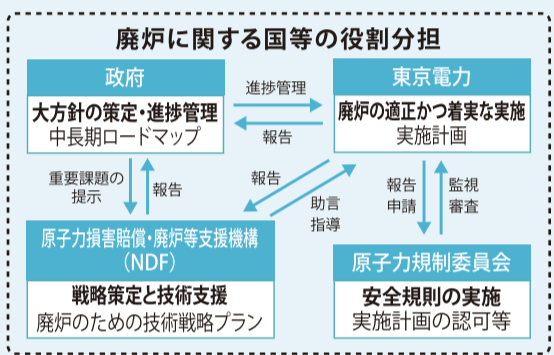 廃炉に関する国等の役割分担
政府
大方針の策定・進捗管理
中長期ロードマップ
進捗管理
報告
東京電力
廃炉の適正かつ着実な実施
実施計画
重要課題の
提示
報告
報告
助言
指導
報告
申請
監視
審査
原子力損害賠償・廃炉等支援機構
(NDF)
戦略策定と技術支援
廃炉のための技術戦略プラン
原子力規制委員会
安全規則の実施
実施計画の認可等